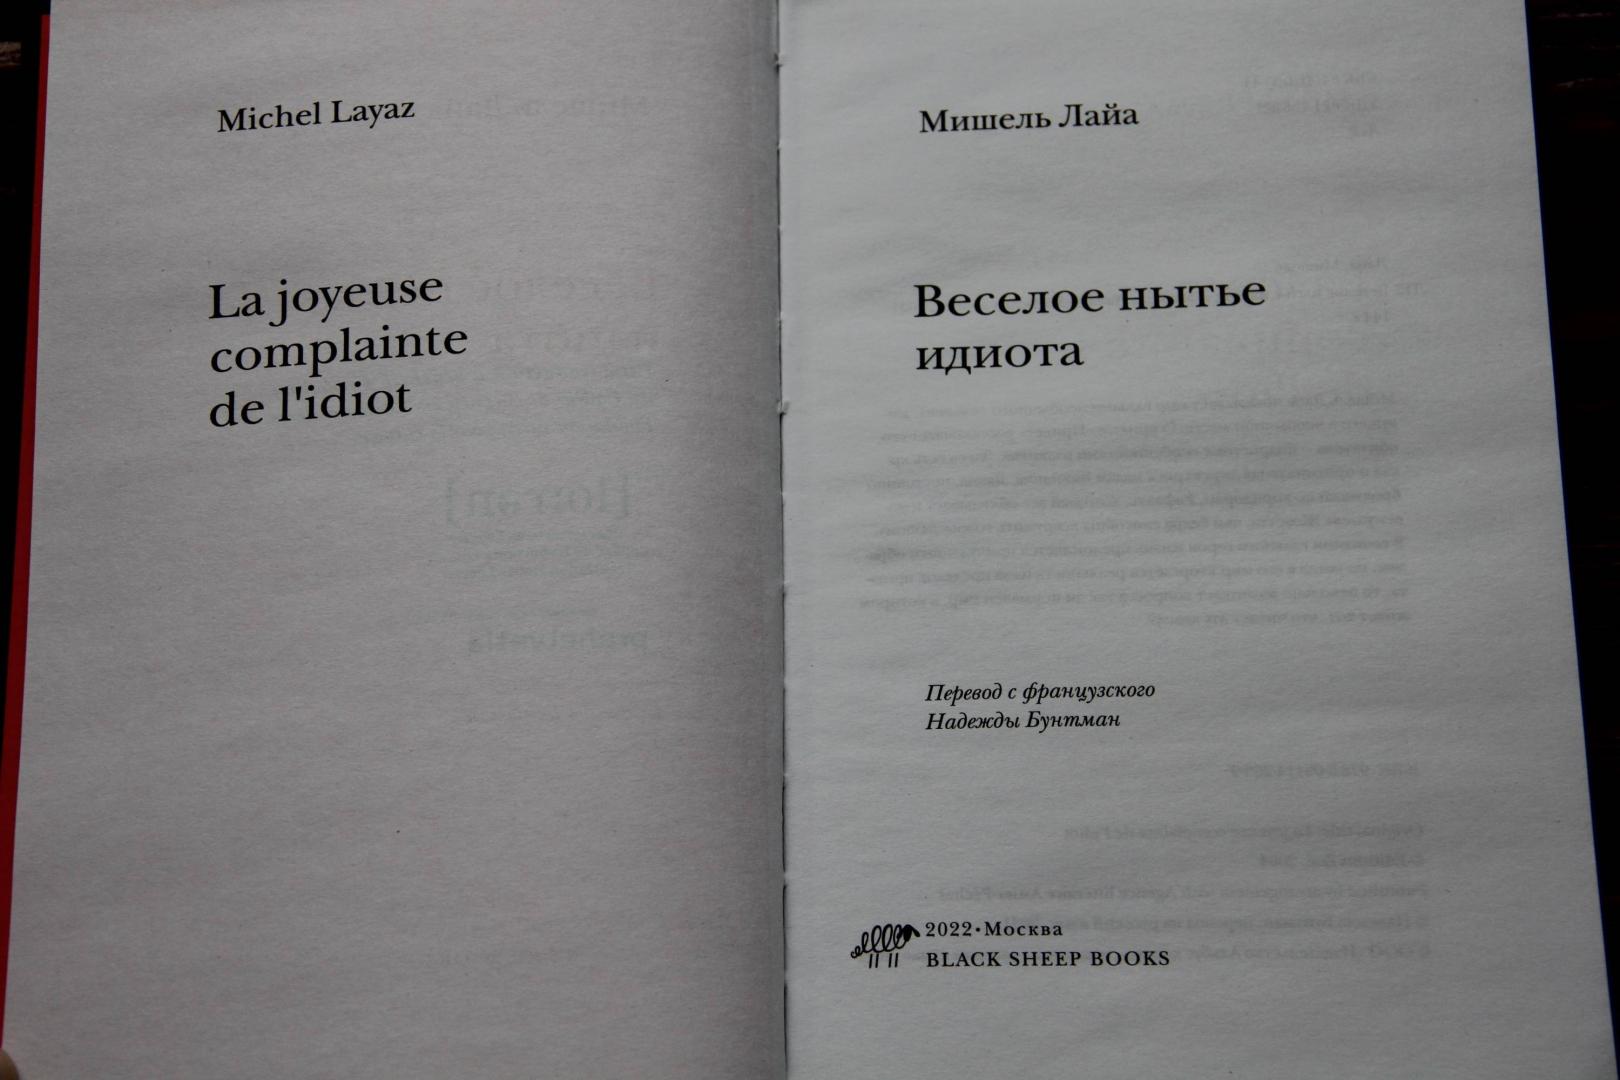 Michel Layaz
La joyeuse
complainte
de l'idiot
Мишель Лайа
Веселое нытье
идиота
Перевод с французского
Надежды Бунтман
2022•Москва
BLACK SHEEP BOOKS